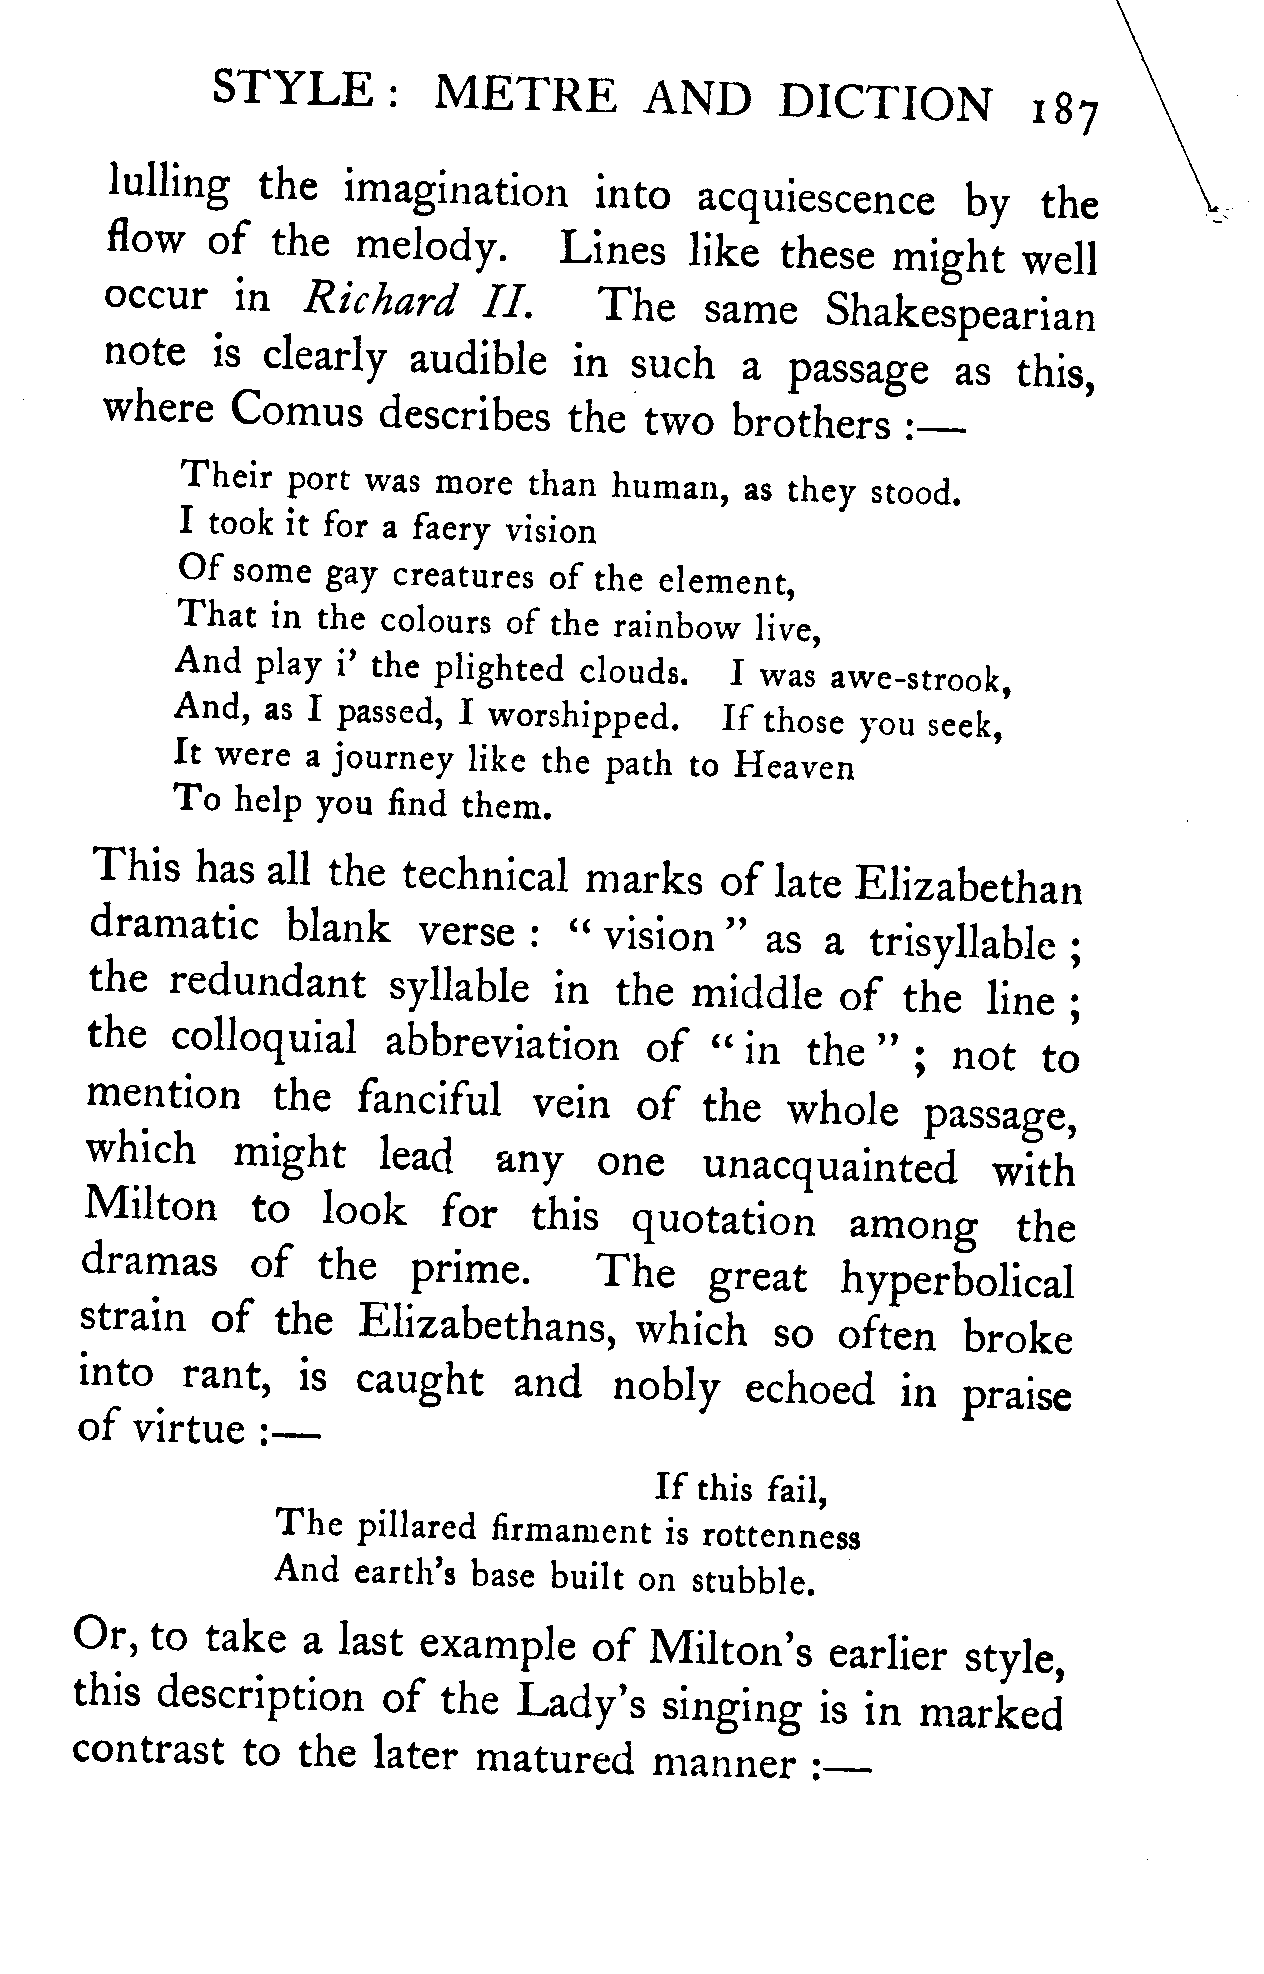 STYLE : METRE AND DICTION 187
lulling the imagination into acquiescence by the
flow of the melody. Lines like these might well
occur in Richard II. The same Shakespearian
note is clearly audible in such a passage as this,
where Comus describes the two brothers :—
Their port was more than human, as they stood.
I took it for a faery vision
Of some gay creatures of the element,
That in the colours of the rainbow live,
And play i’ the plighted clouds. I was awe-strook,
And, as I passed, I worshipped. If those you seek,
It were a journey like the path to Heaven
To help you find them.
This has all the technical marks of late Elizabethan
dramatic blank verse : “ vision ” as a trisyllable ;
the redundant syllable in the middle of the line ;
the colloquial abbreviation of “ in the ” ; not to
mention the fanciful vein of the whole passage,
which might lead any one unacquainted with
Milton to look for this quotation among the
dramas of the prime. The great hyperbolical
strain of the Elizabethans, which so often broke
into rant, is caught and nobly echoed in praise
of virtue :—
If this fail,
The pillared firmament is rottenness
And earth’s base built on stubble.
Or, to take a last example of Milton’s earlier style,
this description of the Lady’s singing is in marked
contrast to the later matured manner :—